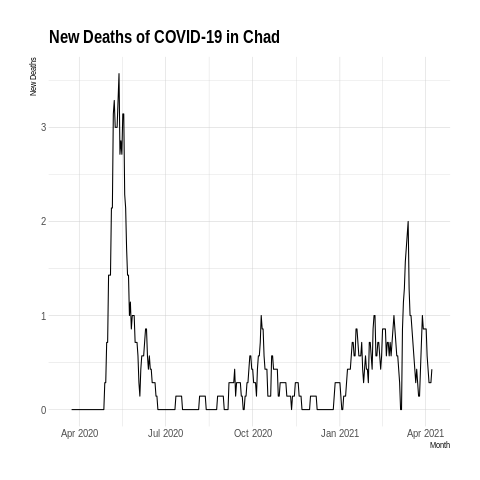 New Deaths of COVID-19 in Chad
New Deaths
3
2
1
0
Apr 2020 Jul 2020 Oct 2020 Jan 2021 Apr 2021
Month